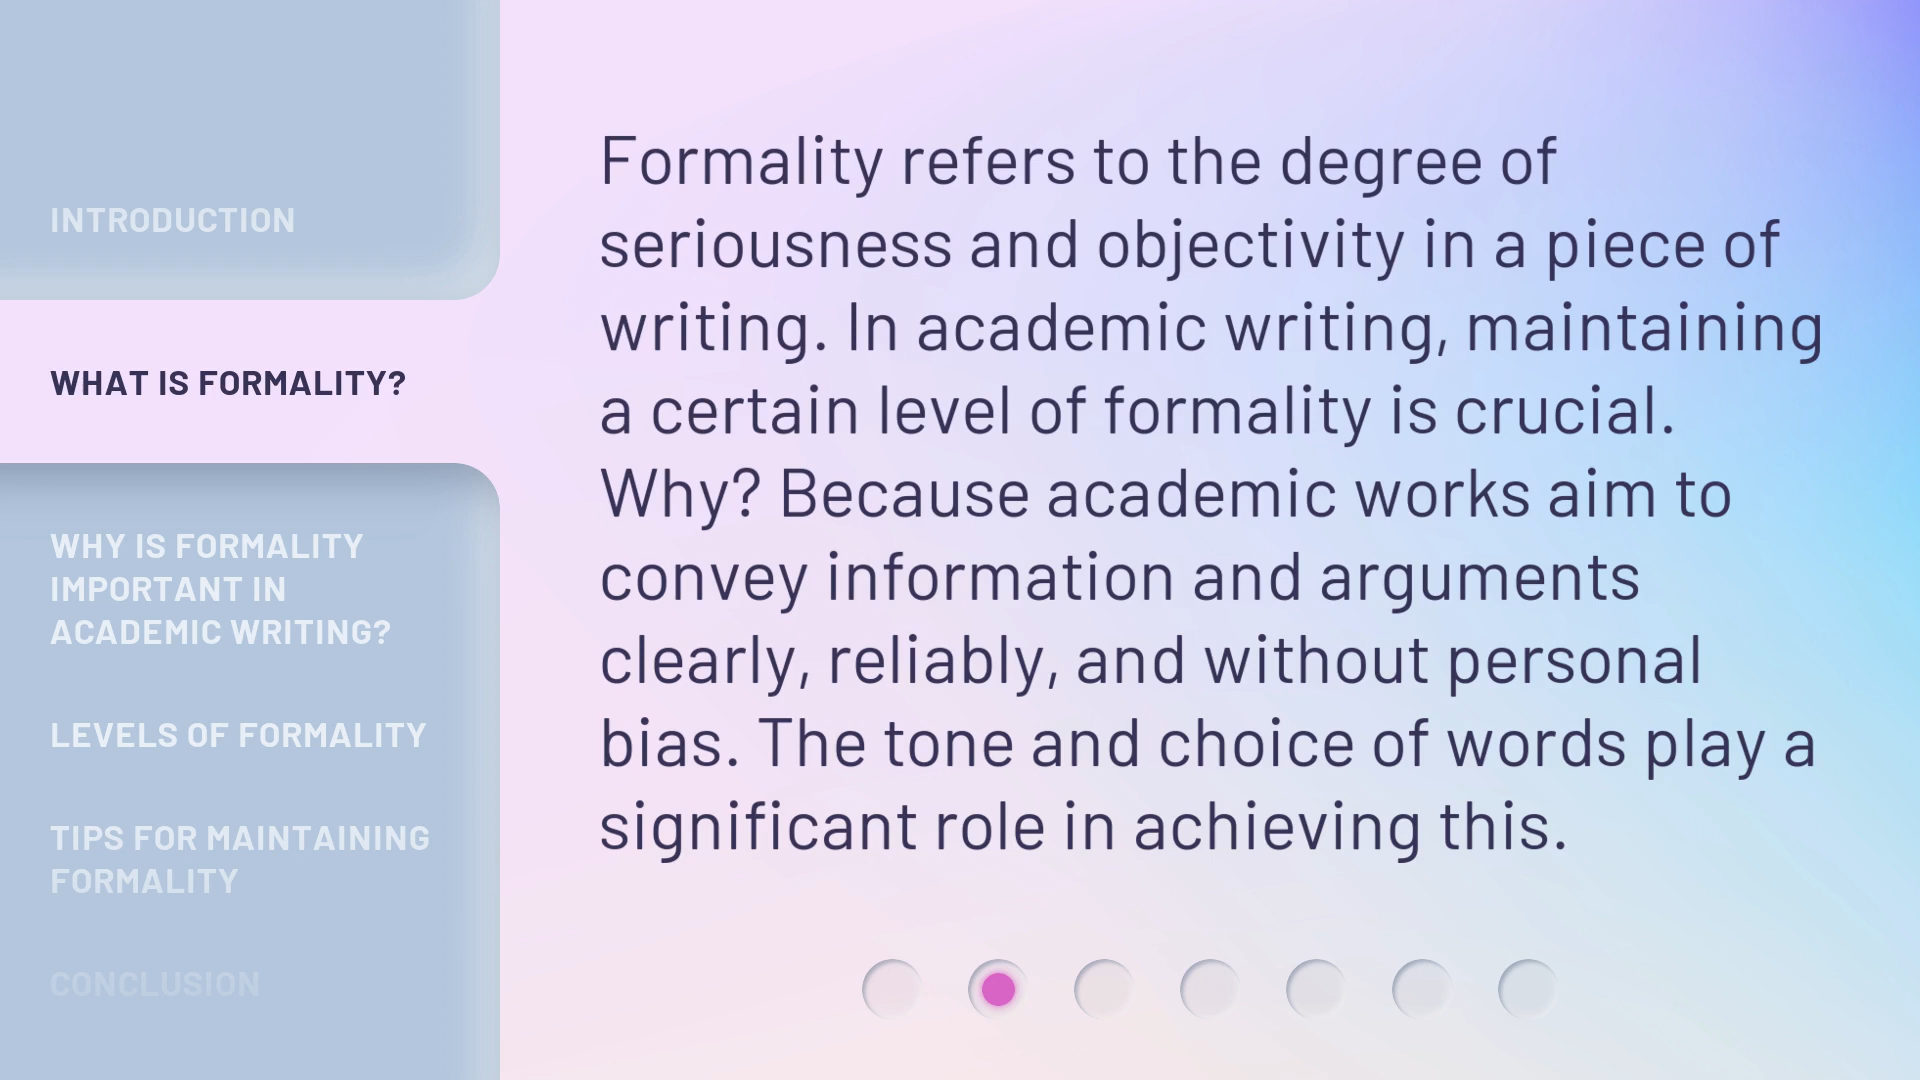 INTRODUCTION
WHAT IS FORMALITY?
WHY IS FORMALITY
IMPORTANT IN
ACADEMIC WRITING?
LEVELS OF FORMALITY
TIPS FOR MAINTAINING
FORMALITY
CONCLUSION
Formality refers to the degree of
seriousness and objectivity in a piece of
writing. In academic writing, maintaining
a certain level of formality is crucial.
Why? Because academic works aim to
convey information and arguments
clearly, reliably, and without personal
bias. The tone and choice of words play a
significant role in achieving this.